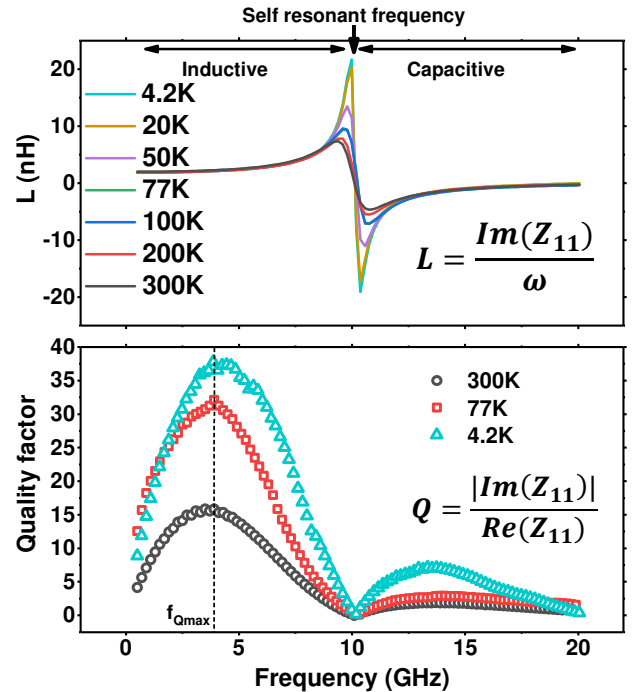 Self resonant frequency
Inductive
Capacitive
20
10
0
-10
-20
L (nH)
4.2K
20K
50K
77K
100K
200K
300K
L = Im(Z₁₁) / ω
40
35
30
25
20
15
10
5
0
Quality factor
300K
77K
4.2K
Q = |Im(Z₁₁)| / Re(Z₁₁)
f_Qmax
0 5 10 15 20
Frequency (GHz)